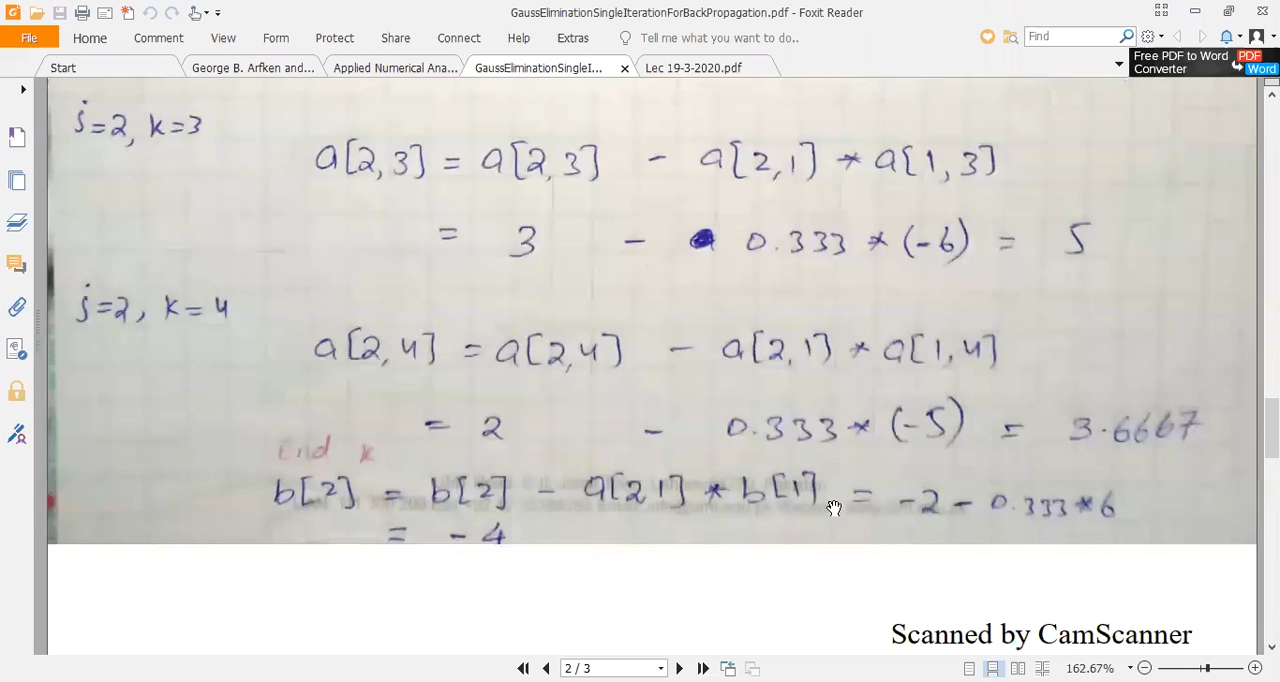 GaussEliminationSingleIterationForBackPropagation.pdf - Foxit Reader
File Home Comment View Form Protect Share Connect Help Extras Tell me what you want to do.. Find
Start George B. Arfken and... Applied Numerical Ana... GaussEliminationSingleI... Lec 19-3-2020.pdf
Free PDF to Word Converter
PDF Word
j=2, k=3
a[2,3] = a[2,3] - a[2,1] * a[1,3]
= 3 - 0.333 * (-6) = 5
j=2, k=4
a[2,4] = a[2,4] - a[2,1] * a[1,4]
= 2 - 0.333 * (-5) = 3.6667
End k
b[2] = b[2] - a[2 1] * b[1] = -2 - 0.333 * 6
= -4
Scanned by CamScanner
2 / 3 162.67%